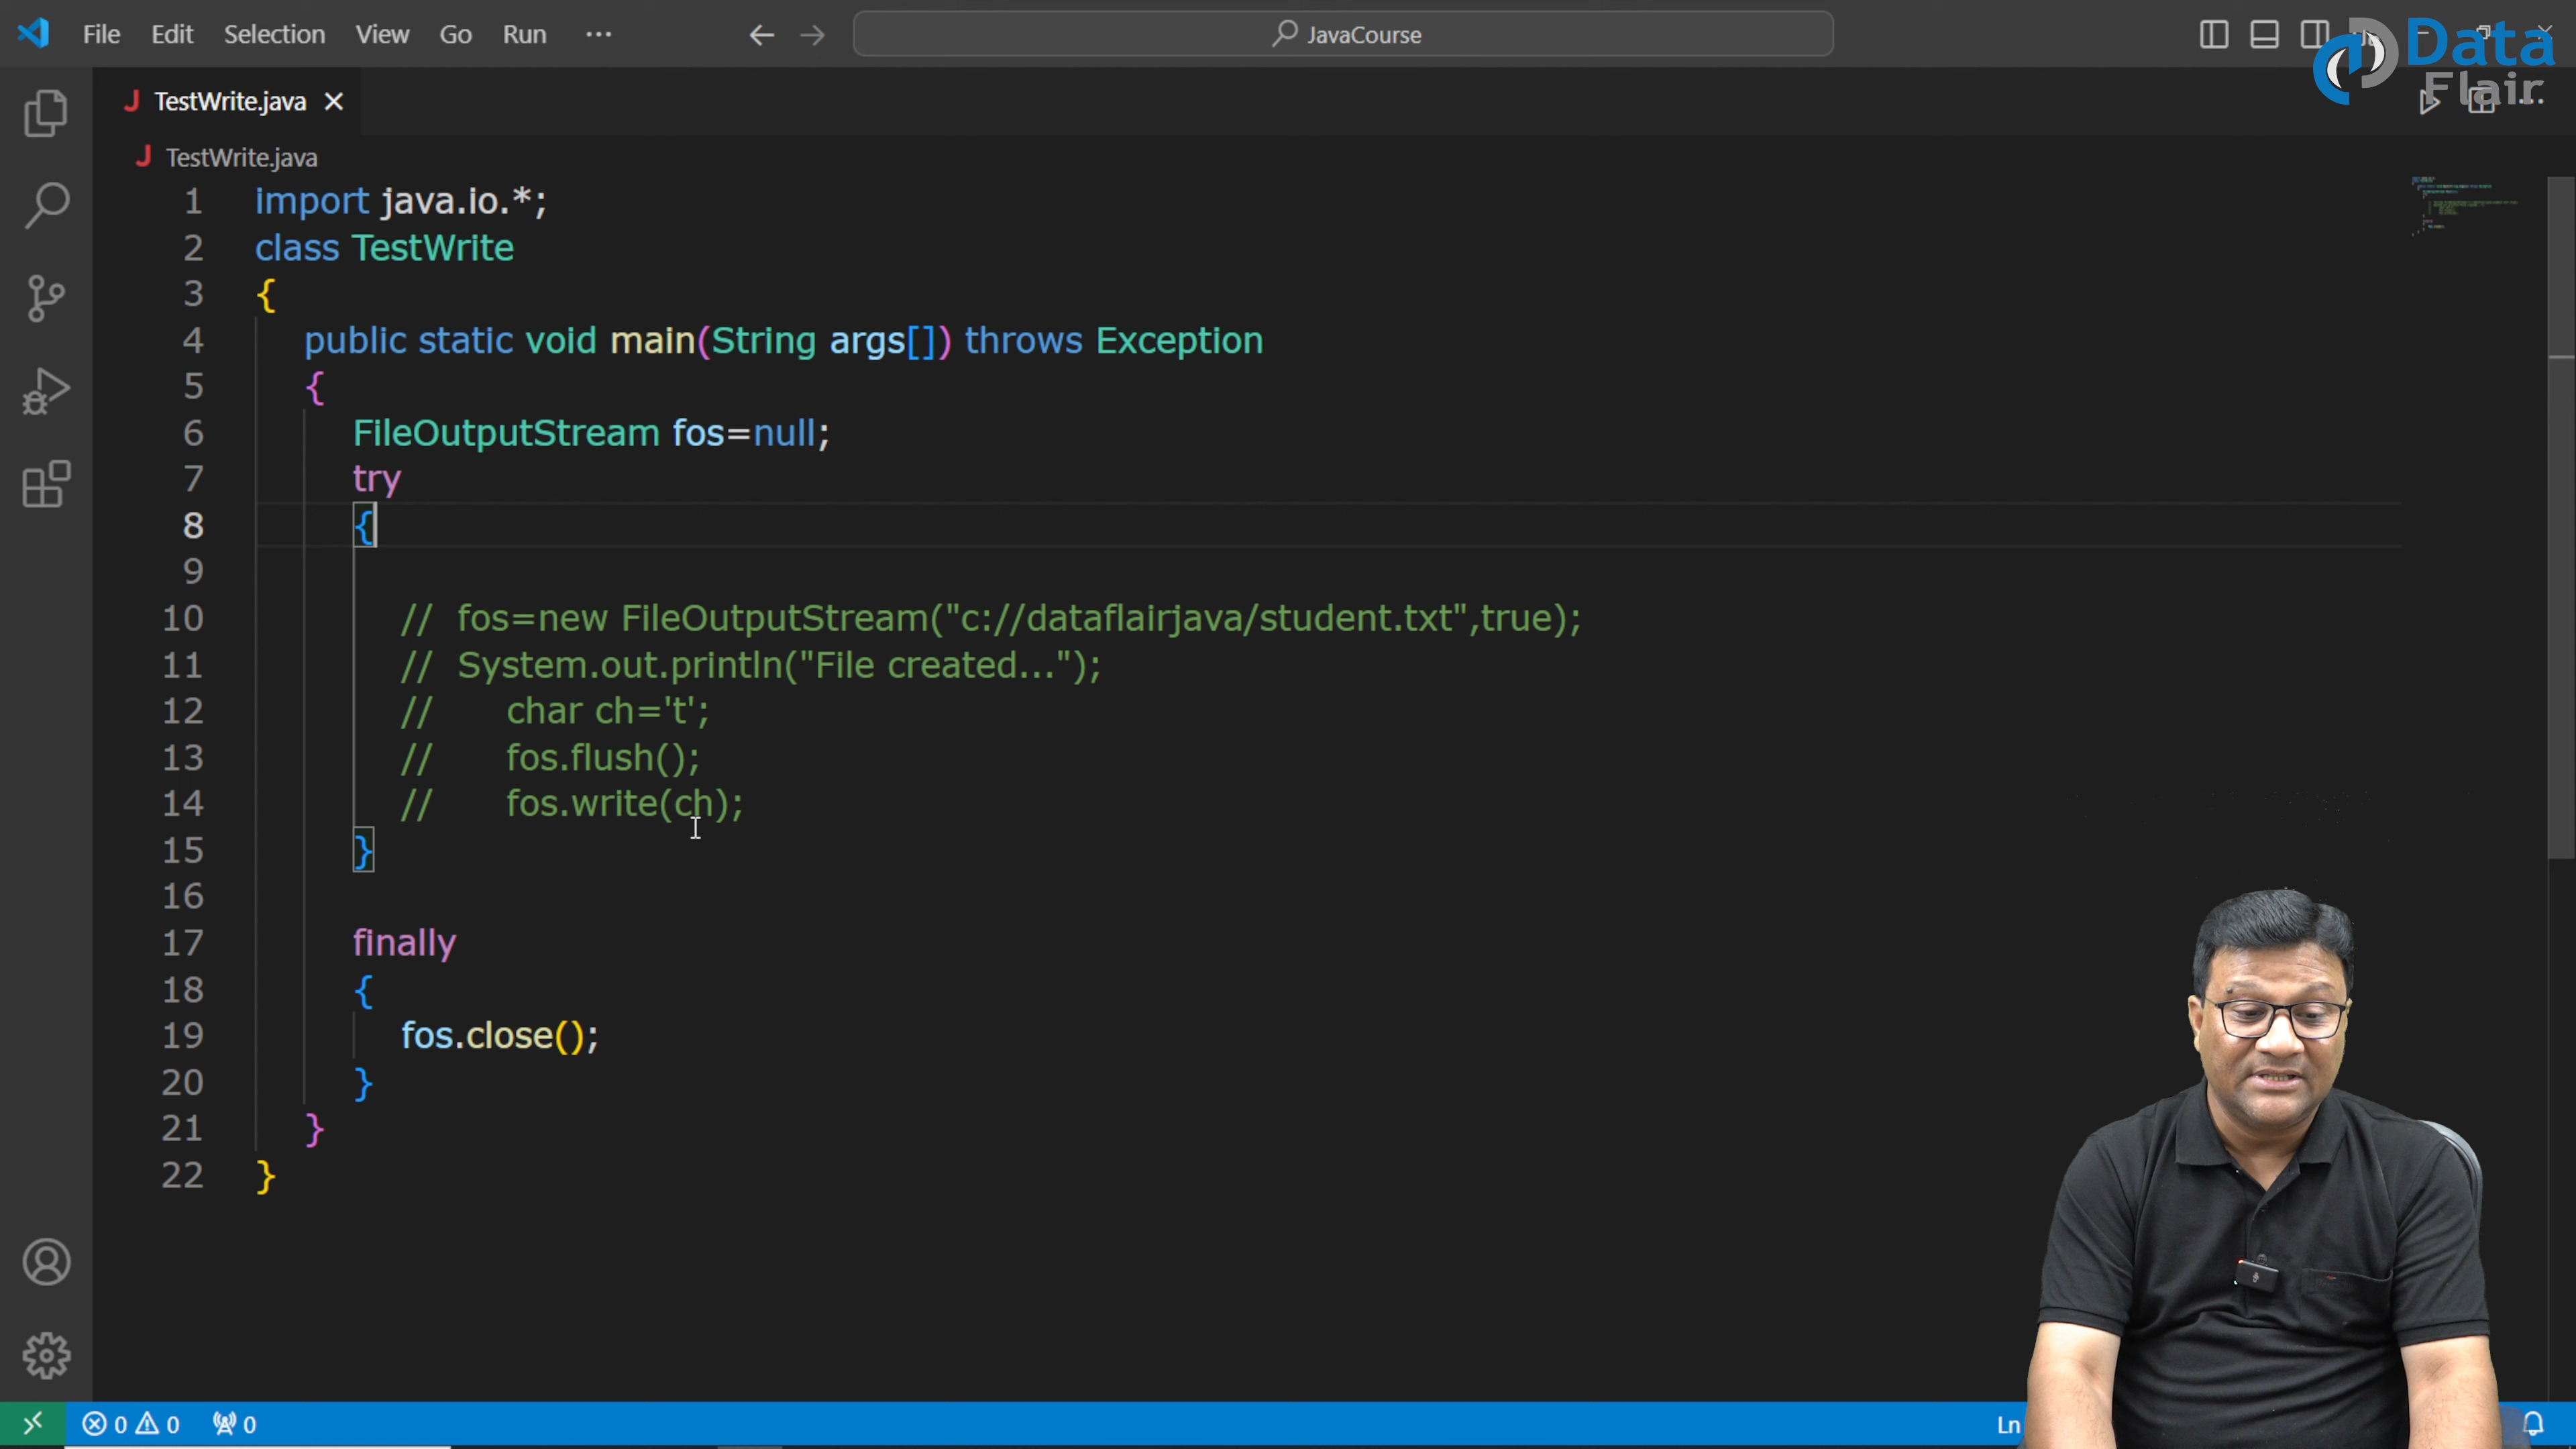 File Edit Selection View Go Run ··· JavaCourse
Data
Flair
J TestWrite.java
J TestWrite.java
1 import java.io.*;
2 class TestWrite
3 {
4 public static void main(String args[]) throws Exception
5 {
6 FileOutputStream fos=null;
7 try
8 {
9
10 // fos=new FileOutputStream("c://dataflairjava/student.txt",true);
11 // System.out.println("File created...");
12 // char ch='t';
13 // fos.flush();
14 // fos.write(ch);
15 }
16
17 finally
18 {
19 fos.close();
20 }
21 }
22 }
0 0 0 Ln